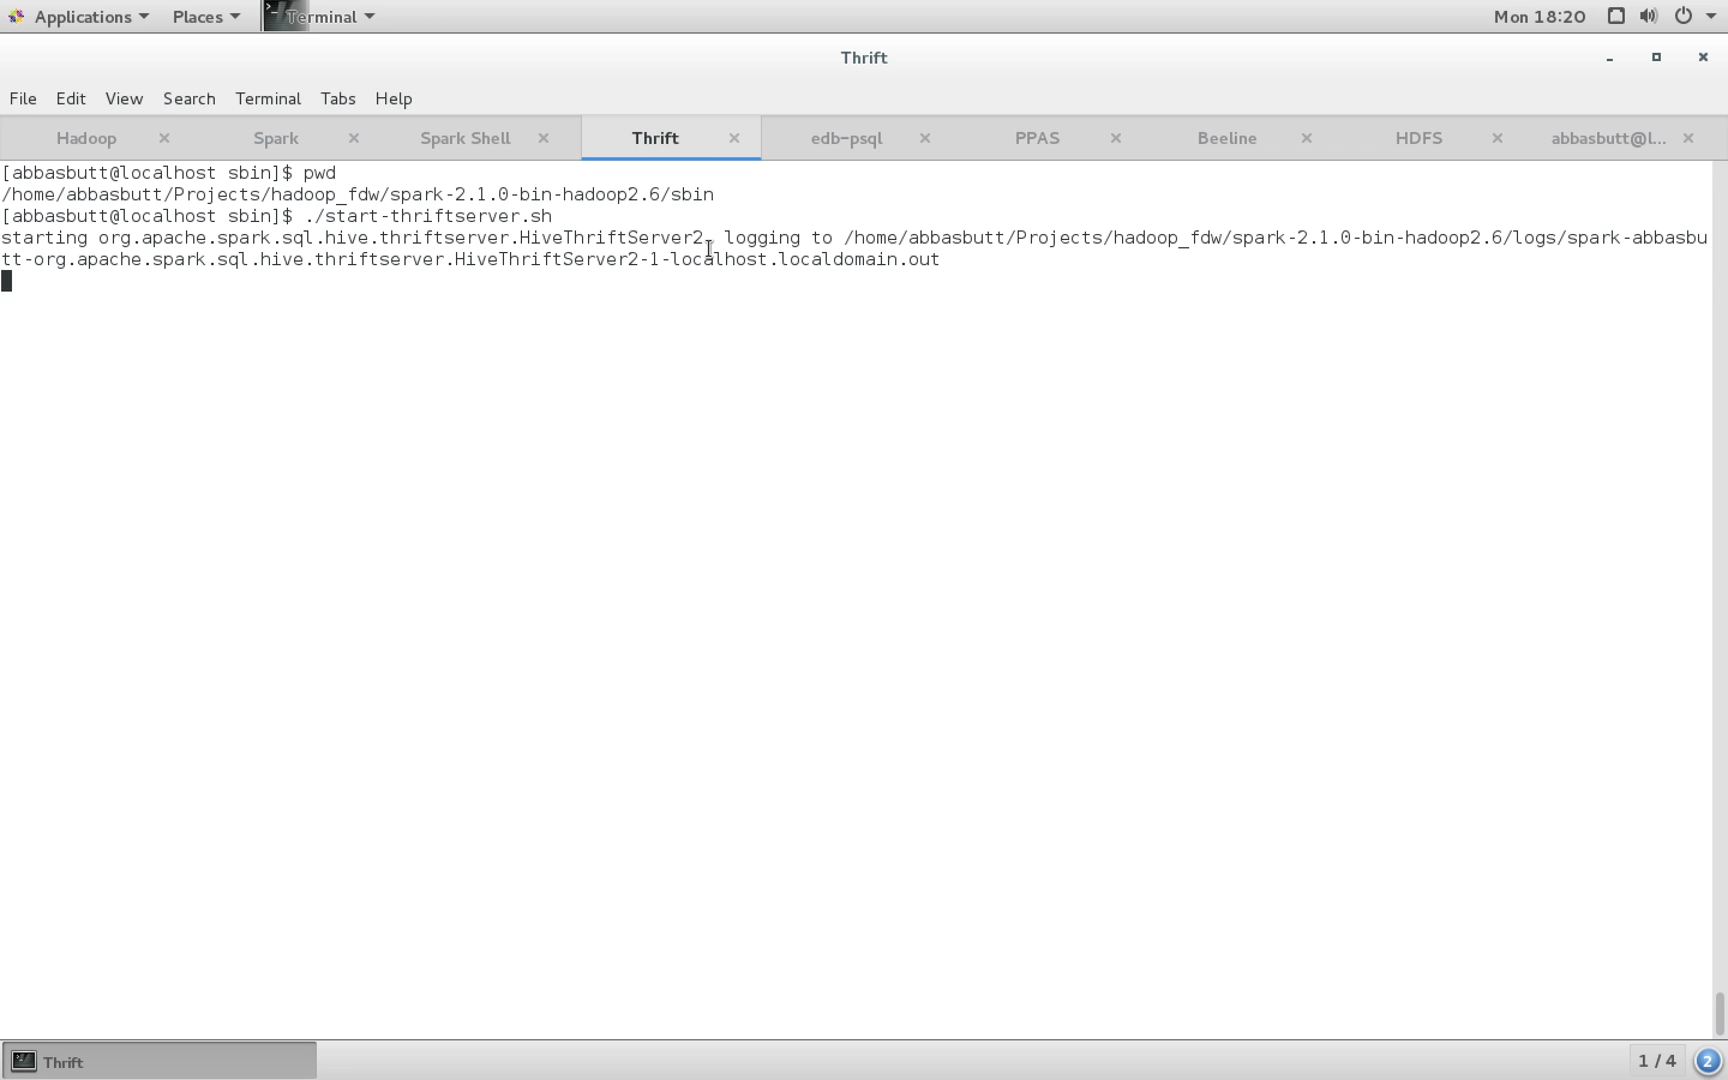 Applications Places Terminal Mon 18:20
Thrift
File Edit View Search Terminal Tabs Help
Hadoop Spark Spark Shell Thrift edb-psql PPAS Beeline HDFS abbasbutt@l...
[abbasbutt@localhost sbin]$ pwd
/home/abbasbutt/Projects/hadoop_fdw/spark-2.1.0-bin-hadoop2.6/sbin
[abbasbutt@localhost sbin]$ ./start-thriftserver.sh
starting org.apache.spark.sql.hive.thriftserver.HiveThriftServer2, logging to /home/abbasbutt/Projects/hadoop_fdw/spark-2.1.0-bin-hadoop2.6/logs/spark-abbasbu
tt-org.apache.spark.sql.hive.thriftserver.HiveThriftServer2-1-localhost.localdomain.out
Thrift 1 / 4 2